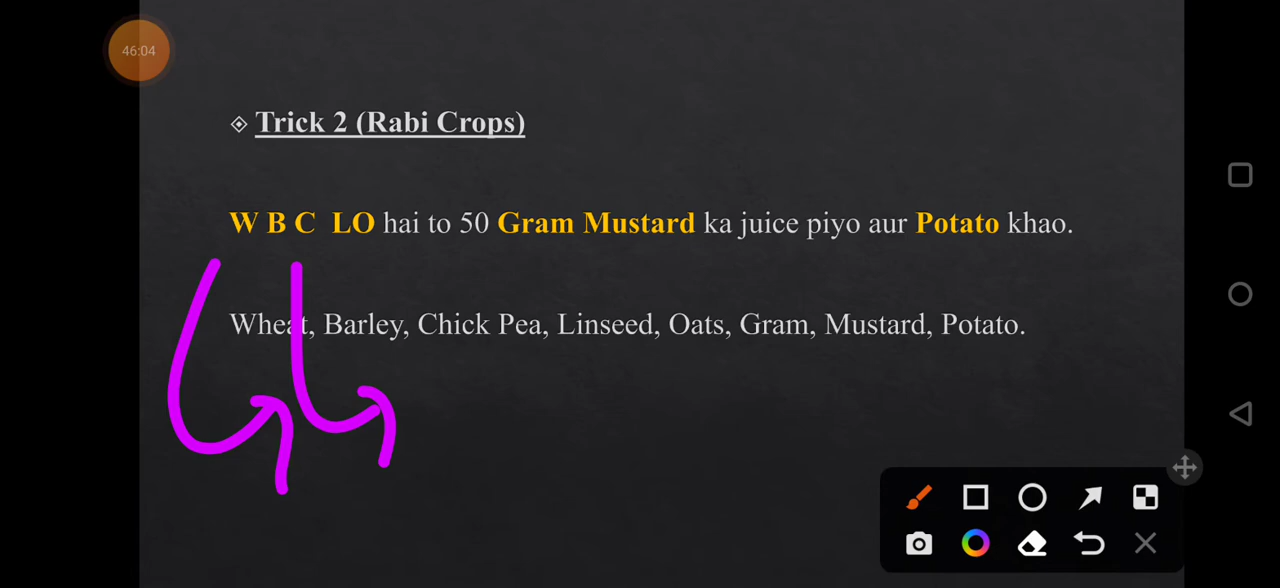 46:04
Trick 2 (Rabi Crops)
W B C LO hai to 50 Gram Mustard ka juice piyo aur Potato khao.
Wheat, Barley, Chick Pea, Linseed, Oats, Gram, Mustard, Potato.